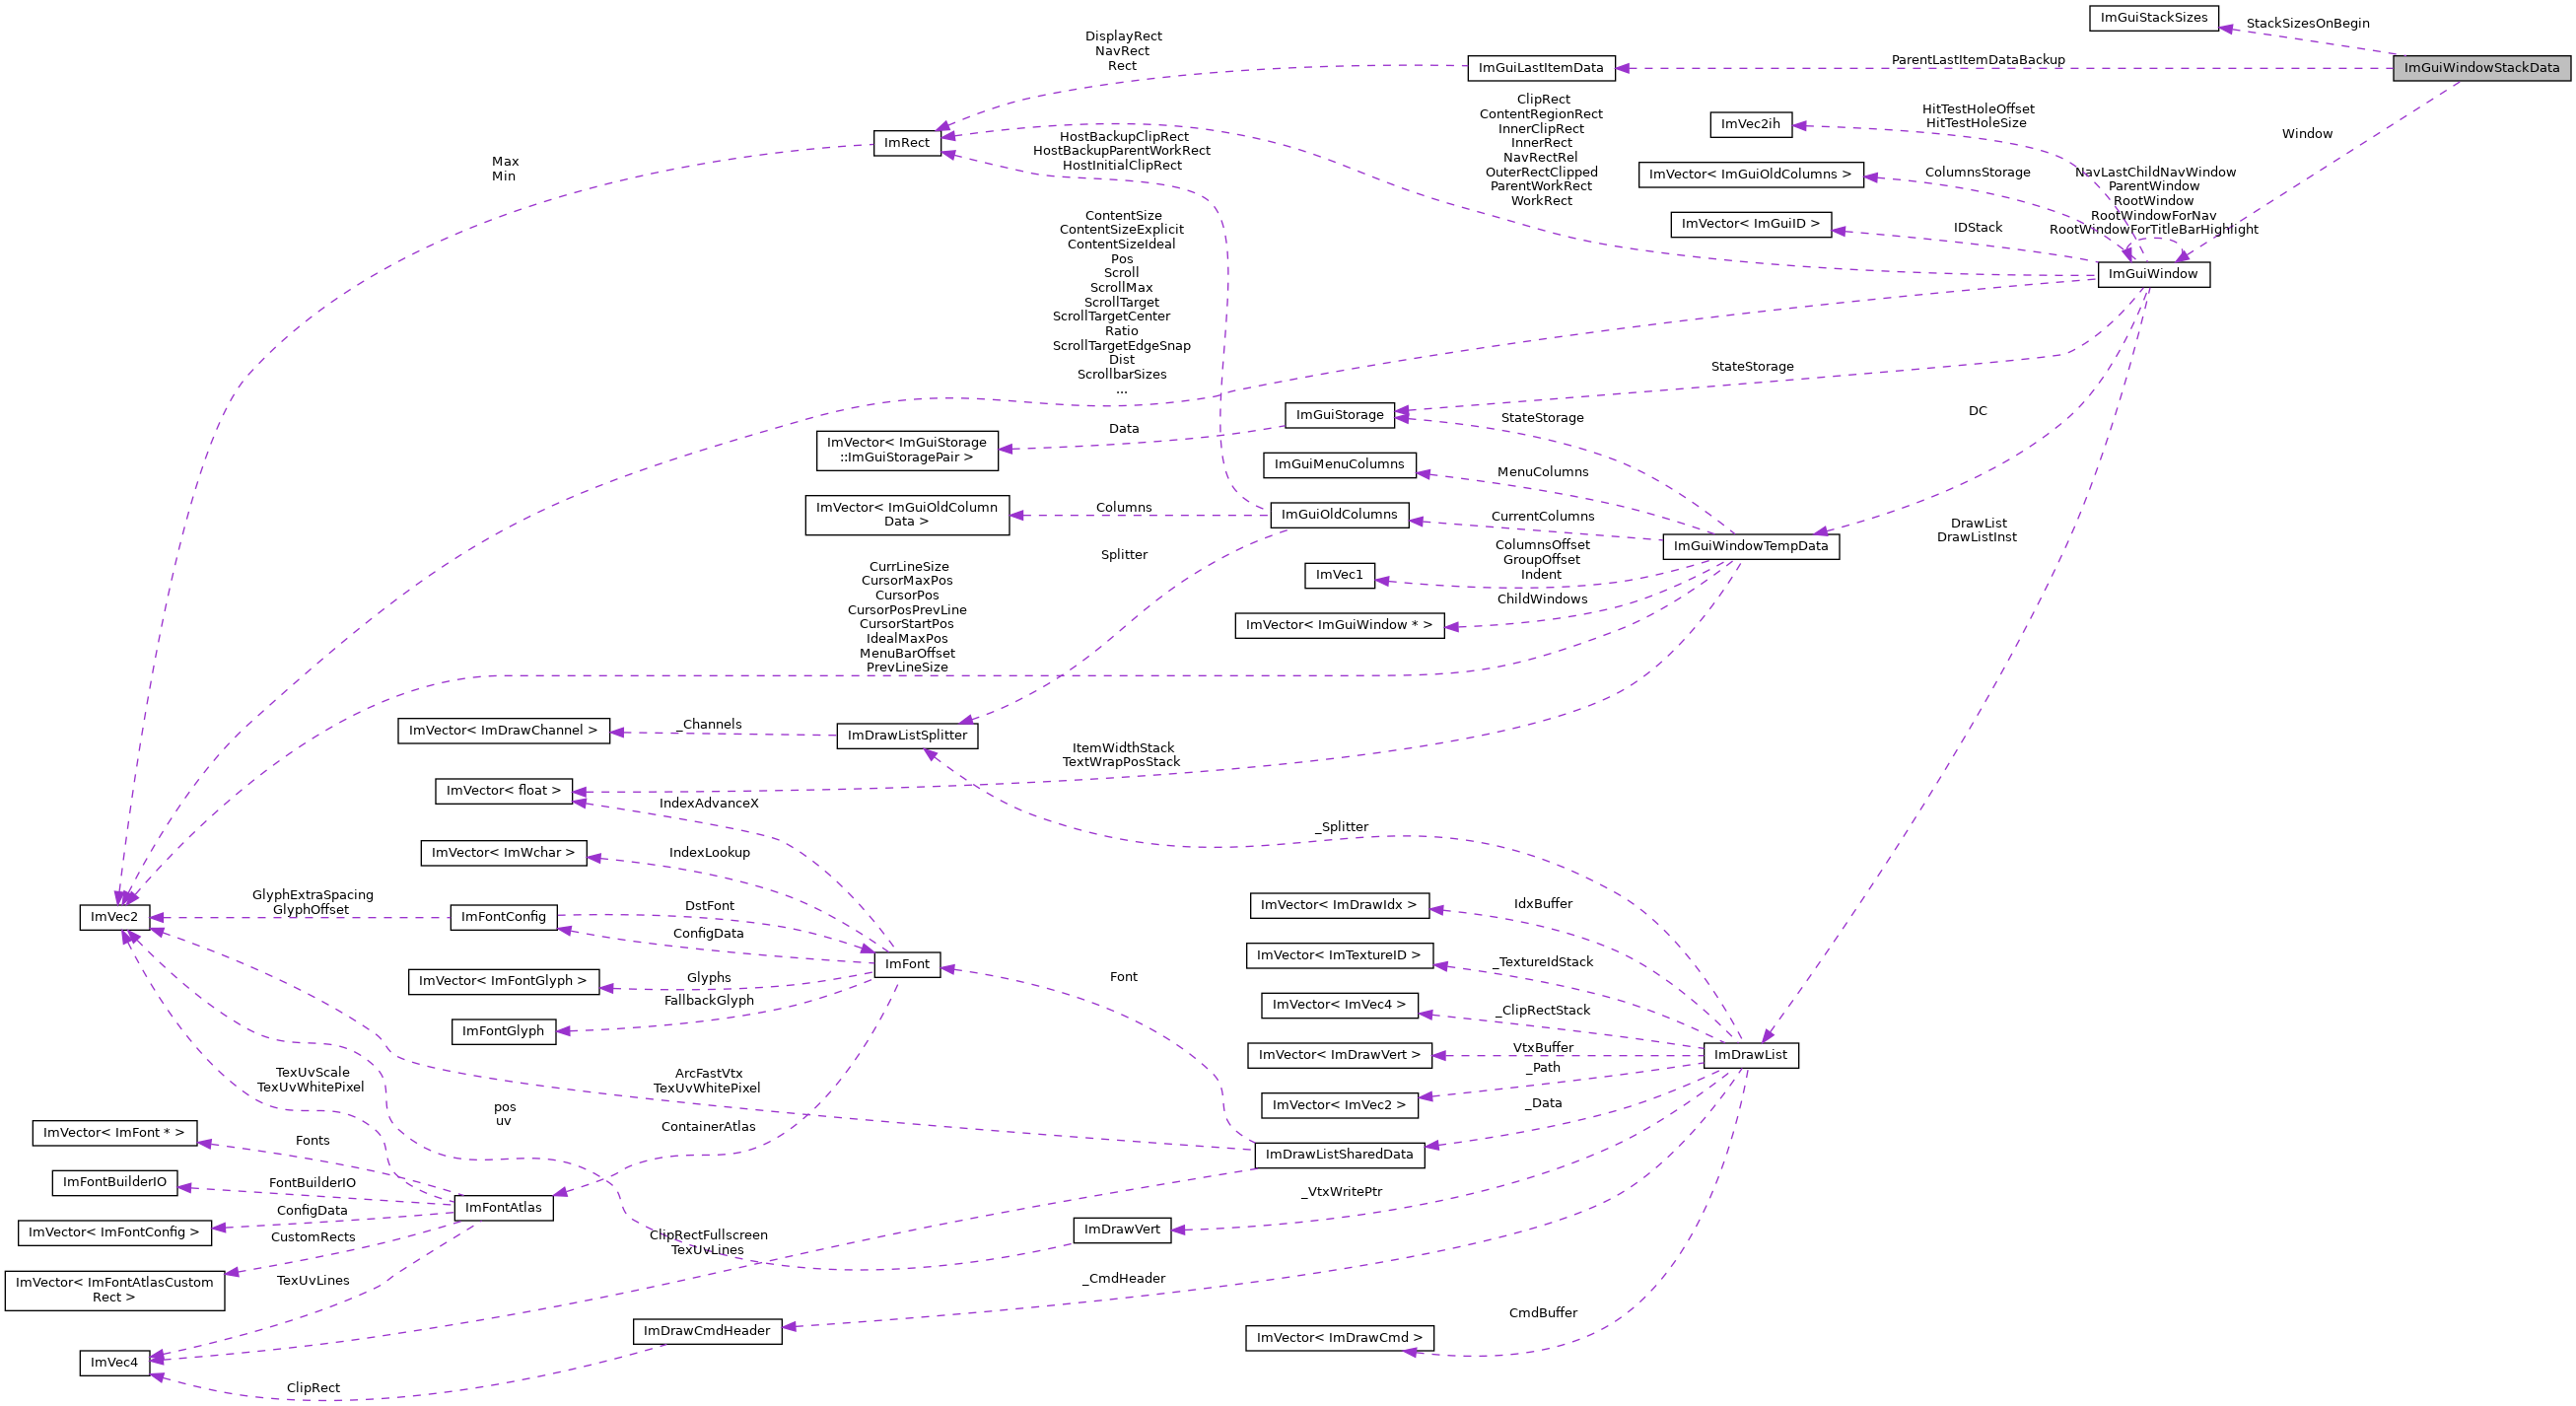 ImGuiStackSizes
StackSizesOnBegin
DisplayRect
NavRect
Rect
ImGuiLastItemData
ParentLastItemDataBackup
ImGuiWindowStackData
ClipRect
ContentRegionRect
InnerClipRect
InnerRect
NavRectRel
OuterRectClipped
ParentWorkRect
WorkRect
ImVec2ih
HitTestHoleOffset
HitTestHoleSize
Window
ImRect
HostBackupClipRect
HostBackupParentWorkRect
HostInitialClipRect
Max
Min
ImVector< ImGuiOldColumns >
ColumnsStorage
NavLastChildNavWindow
ParentWindow
RootWindow
RootWindowForNav
RootWindowForTitleBarHighlight
ImVector< ImGuiID >
IDStack
ImGuiWindow
ContentSize
ContentSizeExplicit
ContentSizeIdeal
Pos
Scroll
ScrollMax
ScrollTarget
ScrollTargetCenter
Ratio
ScrollTargetEdgeSnap
Dist
ScrollbarSizes
...
StateStorage
DC
ImGuiStorage
StateStorage
Data
ImVector< ImGuiStorage
::ImGuiStoragePair >
ImGuiMenuColumns
MenuColumns
ImVector< ImGuiOldColumn
Data >
Columns
ImGuiOldColumns
CurrentColumns
ImGuiWindowTempData
DrawList
DrawListInst
Splitter
ColumnsOffset
GroupOffset
Indent
ImVec1
ChildWindows
ImVector< ImGuiWindow * >
CurrLineSize
CursorMaxPos
CursorPos
CursorPosPrevLine
CursorStartPos
IdealMaxPos
MenuBarOffset
PrevLineSize
ImVector< ImDrawChannel >
_Channels
ImDrawListSplitter
ItemWidthStack
TextWrapPosStack
ImVector< float >
IndexAdvanceX
_Splitter
ImVector< ImWchar >
IndexLookup
ImVec2
GlyphExtraSpacing
GlyphOffset
ImFontConfig
DstFont
ConfigData
ImFont
ImVector< ImDrawIdx >
IdxBuffer
ImVector< ImTextureID >
_TextureIdStack
ImVector< ImFontGlyph >
Glyphs
FallbackGlyph
ImFontGlyph
Font
ImVector< ImVec4 >
_ClipRectStack
ImVector< ImDrawVert >
VtxBuffer
ImDrawList
_Path
ImVector< ImVec2 >
_Data
TexUvScale
TexUvWhitePixel
ArcFastVtx
TexUvWhitePixel
pos
uv
ContainerAtlas
ImVector< ImFont * >
Fonts
ImDrawListSharedData
ImFontBuilderIO
FontBuilderIO
ImFontAtlas
_VtxWritePtr
ImVector< ImFontConfig >
ConfigData
CustomRects
ClipRectFullscreen
TexUvLines
ImDrawVert
ImVector< ImFontAtlasCustom
Rect >
TexUvLines
_CmdHeader
ImDrawCmdHeader
CmdBuffer
ImVector< ImDrawCmd >
ImVec4
ClipRect